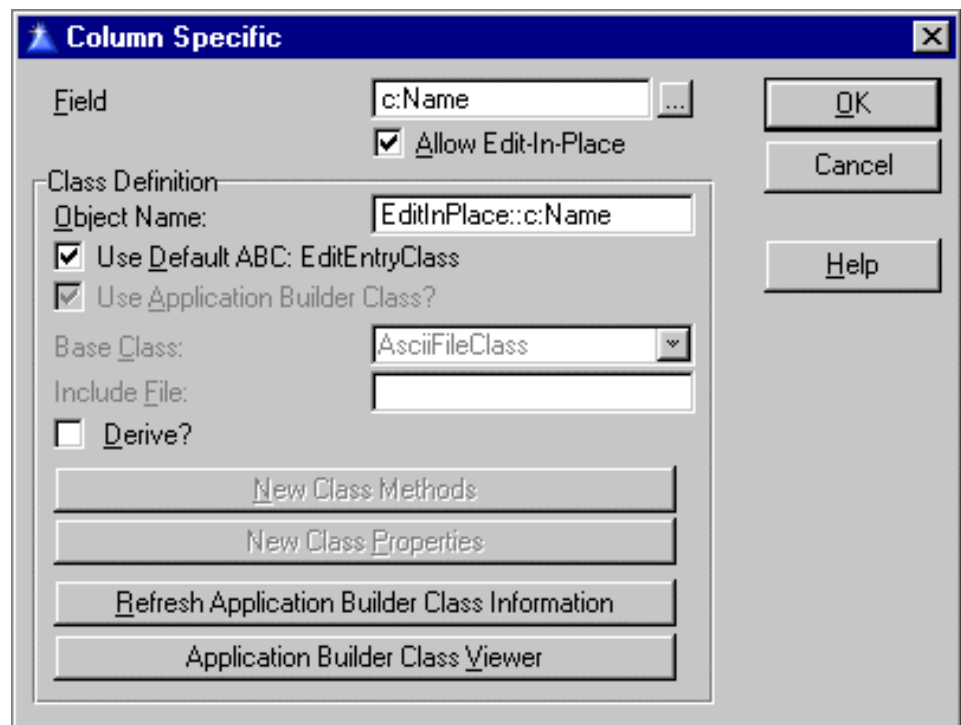 Column Specific
Field c:Name ...
Allow Edit-In-Place
OK
Cancel
Help
Class Definition
Object Name: EditInPlace::c:Name
Use Default ABC: EditEntryClass
Use Application Builder Class?
Base Class: AsciiFileClass
Include File:
Derive?
New Class Methods
New Class Properties
Refresh Application Builder Class Information
Application Builder Class Viewer